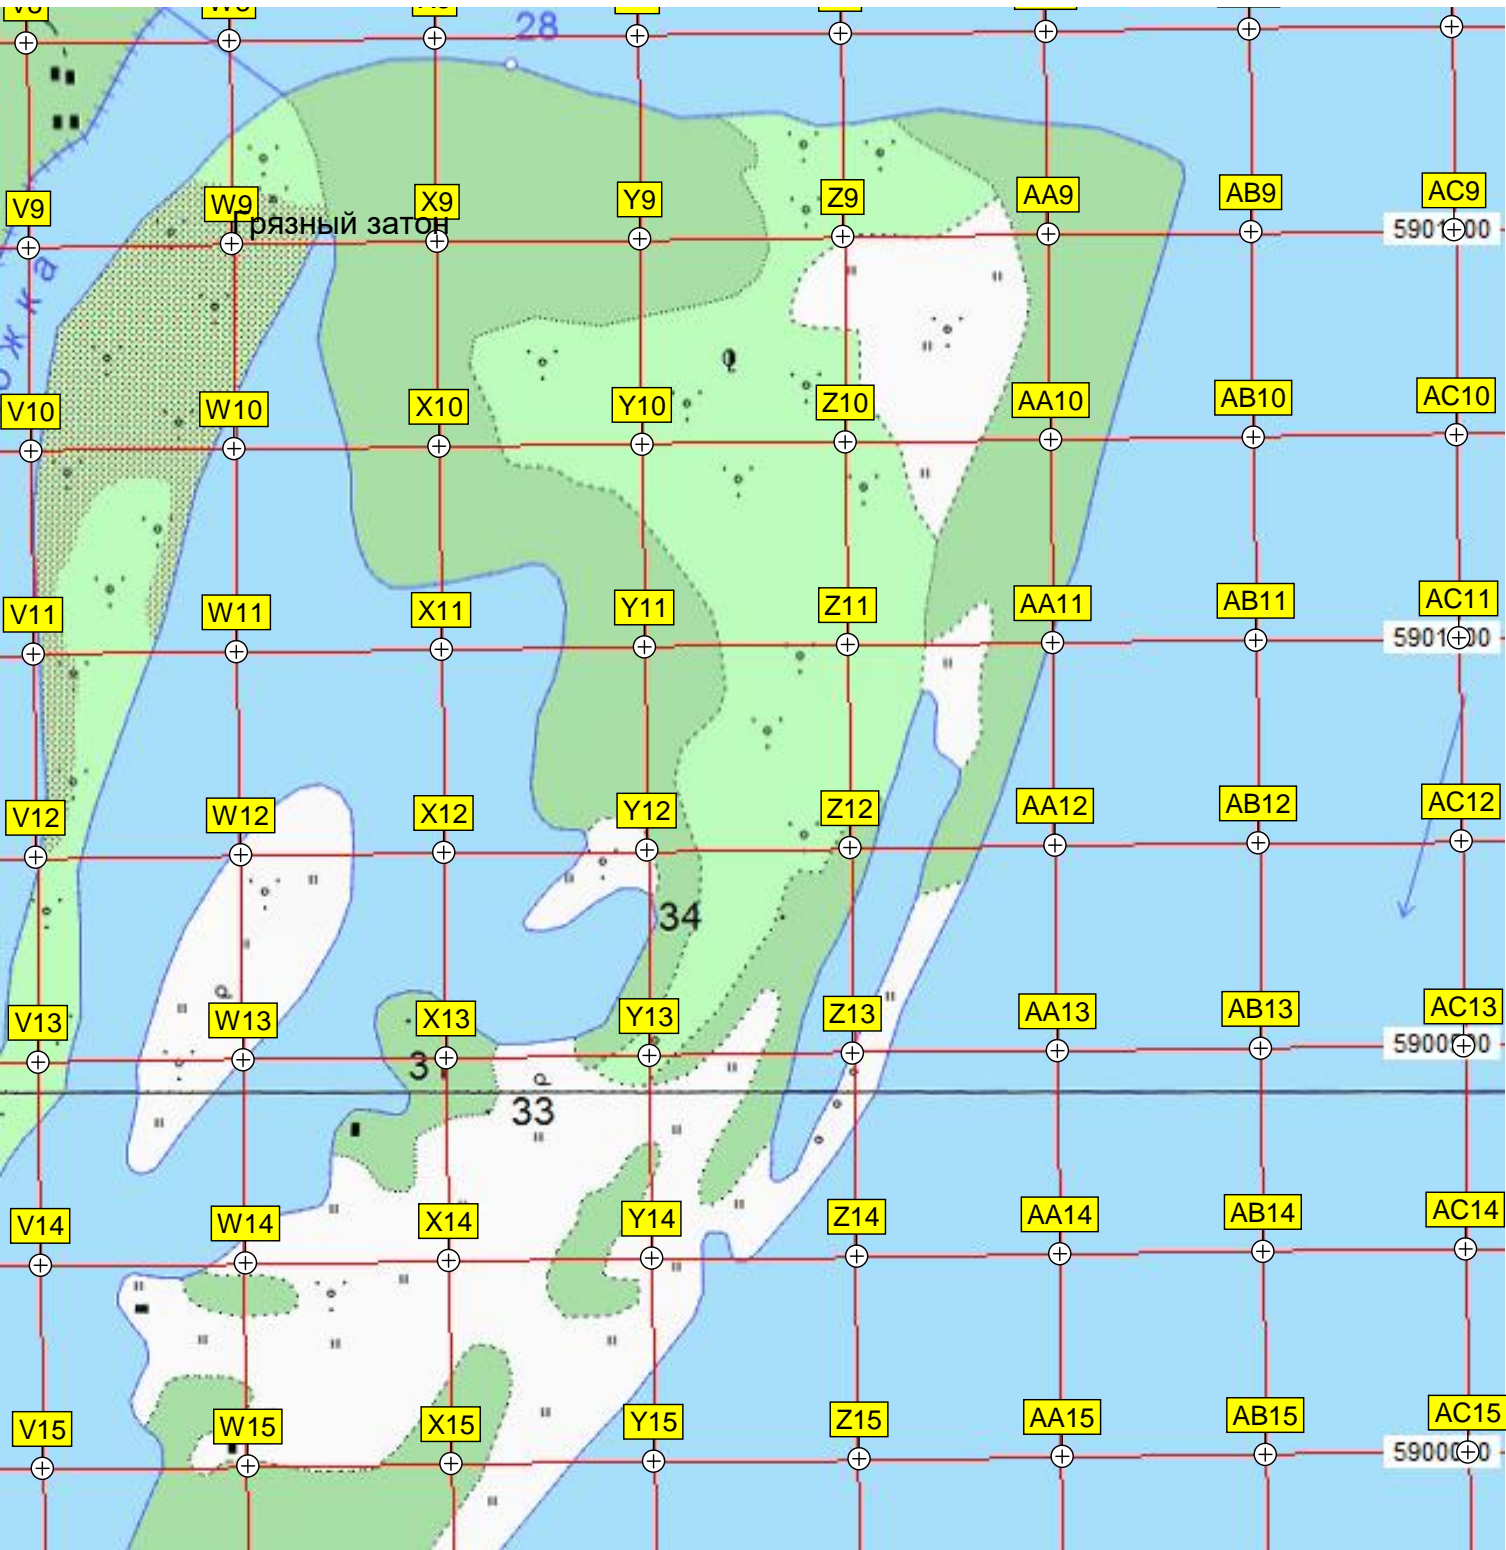 28
V9 W9 X9 Y9 Z9 AA9 AB9 AC9
Грязный затон
ожка
V10 W10 X10 Y10 Z10 AA10 AB10 AC10
V11 W11 X11 Y11 Z11 AA11 AB11 AC11
V12 W12 X12 Y12 Z12 AA12 AB12 AC12
34
V13 W13 X13 Y13 Z13 AA13 AB13 AC13
33
V14 W14 X14 Y14 Z14 AA14 AB14 AC14
V15 W15 X15 Y15 Z15 AA15 AB15 AC15